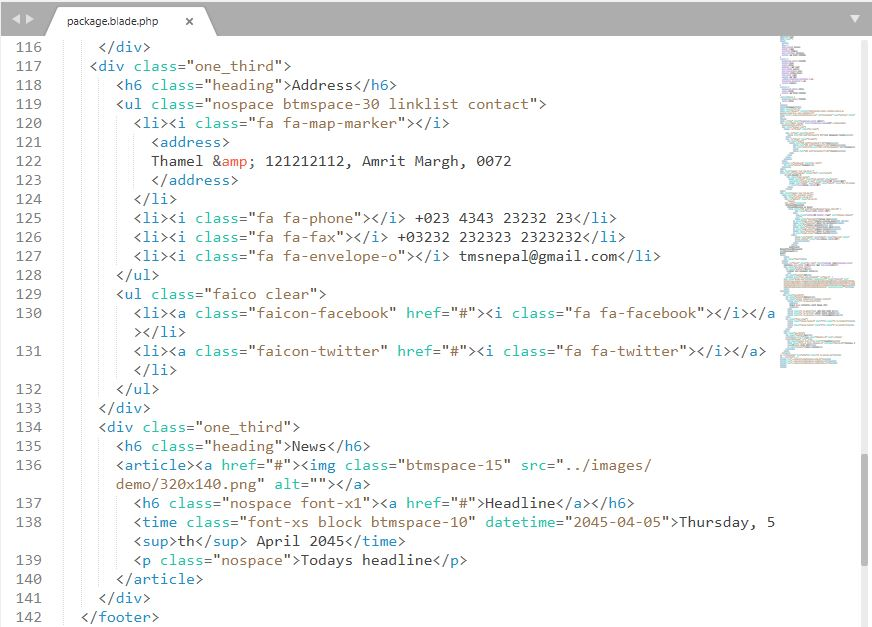 package.blade.php ×
116 </div>
117 <div class="one_third">
118 <h6 class="heading">Address</h6>
119 <ul class="nospace btmspace-30 linklist contact">
120 <li><i class="fa fa-map-marker"></i>
121 <address>
122 Thamel &amp; 121212112, Amrit Margh, 0072
123 </address>
124 </li>
125 <li><i class="fa fa-phone"></i> +023 4343 23232 23</li>
126 <li><i class="fa fa-fax"></i> +03232 232323 2323232</li>
127 <li><i class="fa fa-envelope-o"></i> tmsnepal@gmail.com</li>
128 </ul>
129 <ul class="faico clear">
130 <li><a class="faicon-facebook" href="#"><i class="fa fa-facebook"></i></a
></li>
131 <li><a class="faicon-twitter" href="#"><i class="fa fa-twitter"></i></a>
</li>
132 </ul>
133 </div>
134 <div class="one_third">
135 <h6 class="heading">News</h6>
136 <article><a href="#"><img class="btmspace-15" src="../images/
demo/320x140.png" alt=""></a>
137 <h6 class="nospace font-x1"><a href="#">Headline</a></h6>
138 <time class="font-xs block btmspace-10" datetime="2045-04-05">Thursday, 5
<sup>th</sup> April 2045</time>
139 <p class="nospace">Todays headline</p>
140 </article>
141 </div>
142 </footer>